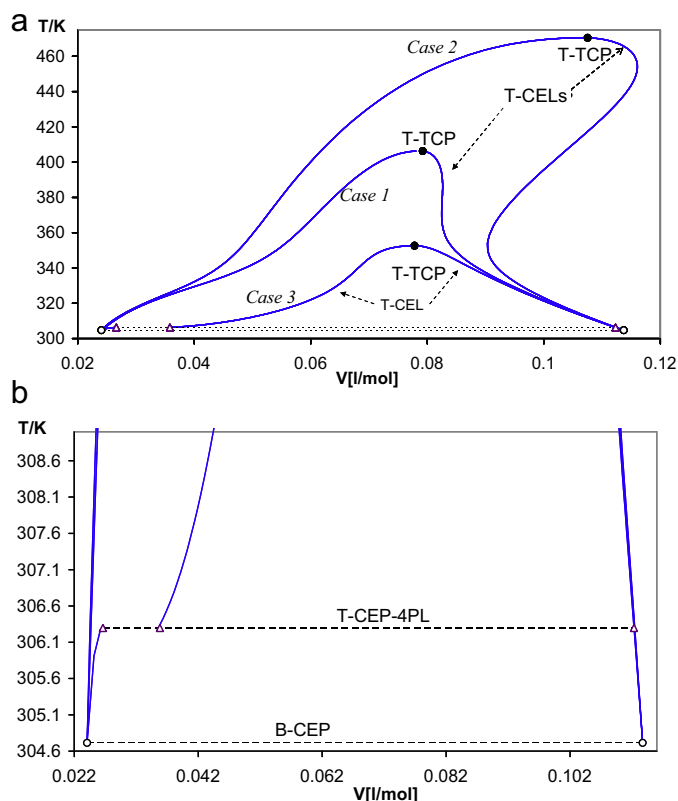 a
T/K
Case 2
460
T-TCP
440
T-CELs
420
T-TCP
400
380
Case 1
360
340
T-TCP
Case 3
T-CEL
320
300
0.02 0.04 0.06 0.08 0.1 0.12
V[l/mol]
b
T/K
308.6
308.1
307.6
307.1
306.6
T-CEP-4PL
306.1
305.6
305.1
B-CEP
304.6
0.022 0.042 0.062 0.082 0.102
V[l/mol]